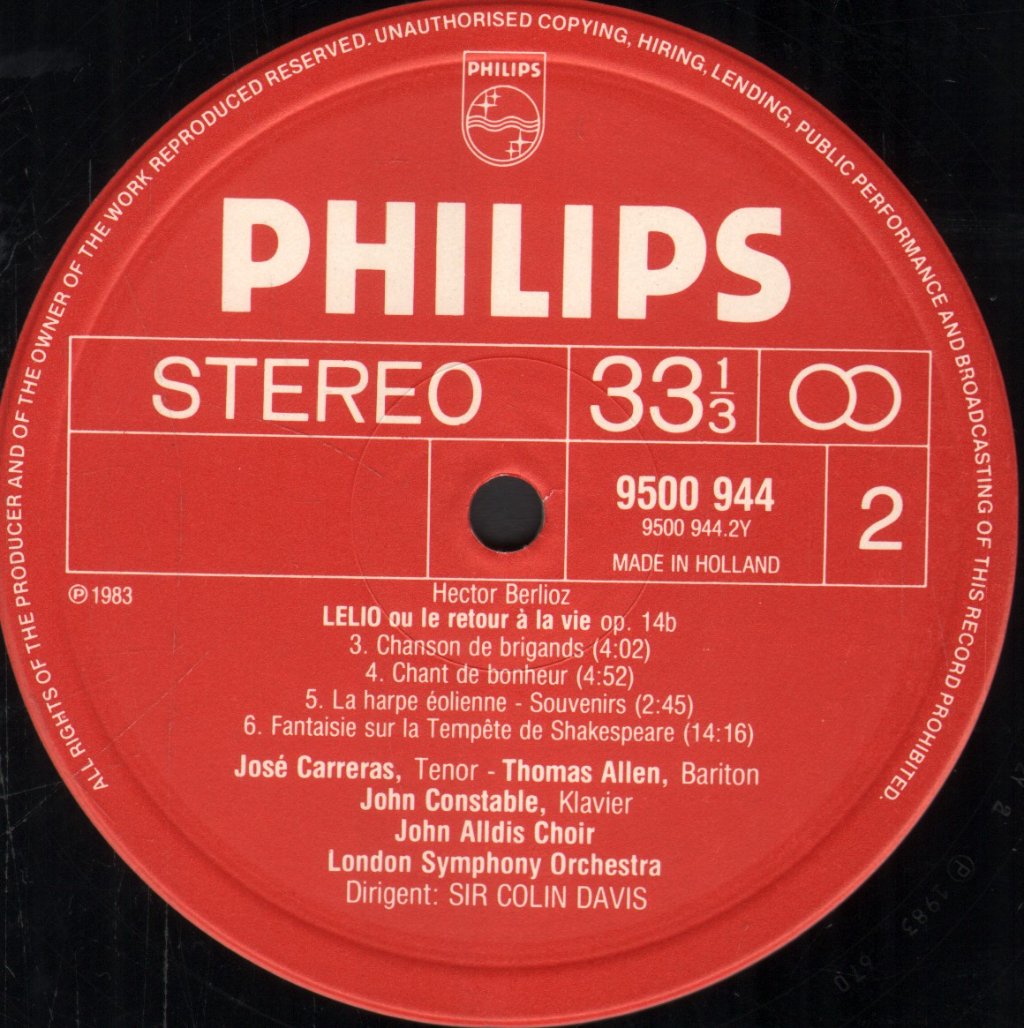 ALL RIGHTS OF THE PRODUCER AND OF THE OWNER OF THE WORK REPRODUCED RESERVED. UNAUTHORISED COPYING, HIRING, LENDING, PUBLIC PERFORMANCE AND BROADCASTING OF THIS RECORD PROHIBITED.
PHILIPS
PHILIPS
STEREO 33 1/3
9500 944
9500 944.2Y
2
MADE IN HOLLAND
℗ 1983
Hector Berlioz
LELIO ou le retour à la vie op. 14b
3. Chanson de brigands (4:02)
4. Chant de bonheur (4:52)
5. La harpe éolienne - Souvenirs (2:45)
6. Fantaisie sur la Tempête de Shakespeare (14:16)
José Carreras, Tenor - Thomas Allen, Bariton
John Constable, Klavier
John Alldis Choir
London Symphony Orchestra
Dirigent: SIR COLIN DAVIS
℗ 1983
670